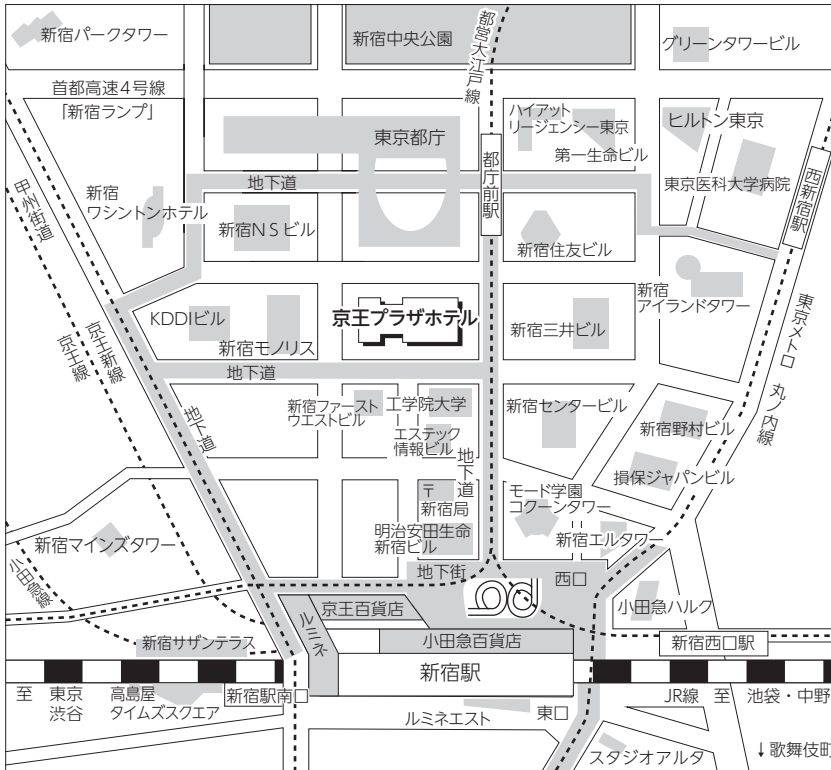 新宿パークタワー
新宿中央公園
都営大江戸線
グリーンタワービル
首都高速4号線
「新宿ランプ」
東京都庁
ハイアット
リージェンシー東京
第一生命ビル
ヒルトン東京
都庁前駅
地下道
東京医科大学病院
西新宿駅
甲州街道
新宿
ワシントンホテル
新宿NSビル
新宿住友ビル
新宿
アイランドタワー
KDDIビル
新宿モノリス
京王プラザホテル
新宿三井ビル
京王新線
京王線
東京メトロ 丸ノ内線
地下道
地下道
新宿ファースト
ウエストビル
工学院大学
エステック
情報ビル
地下道
新宿センタービル
新宿野村ビル
損保ジャパンビル
〒
新宿局
モード学園
コクーンタワー
明治安田生命
新宿ビル
新宿エルタワー
新宿マインズタワー
小田急線
地下街
西口
小田急ハルク
ルミネ
京王百貨店
小田急百貨店
新宿西口駅
新宿サザンテラス
新宿駅
至 東京
渋谷
高島屋
タイムズスクエア
新宿駅南口
ルミネエスト
東口
JR線 至 池袋・中野
スタジオアルタ
↓歌舞伎町